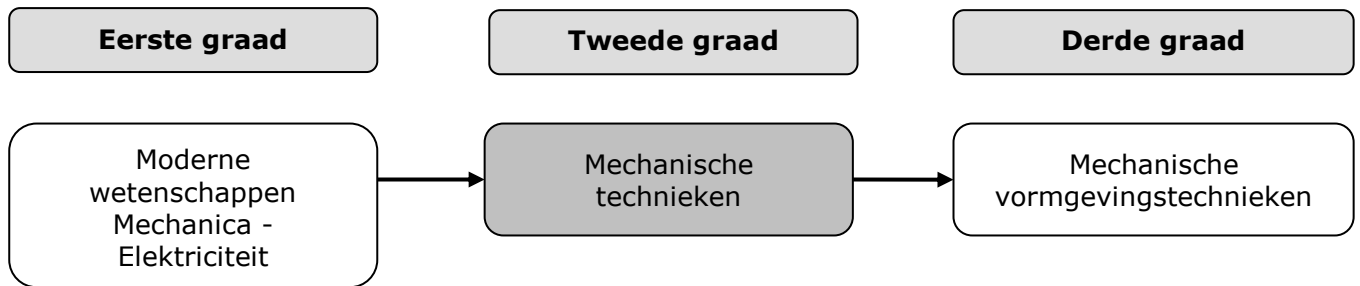 Eerste graad
Tweede graad
Derde graad
Moderne
wetenschappen
Mechanica -
Elektriciteit
Mechanische
technieken
Mechanische
vormgevingstechnieken